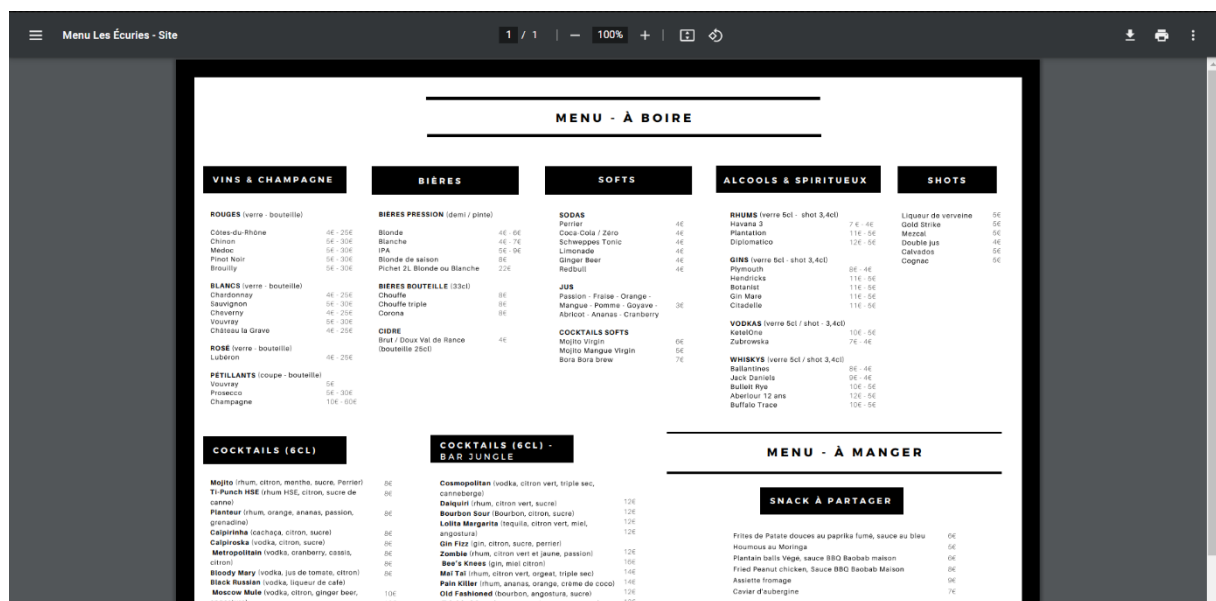 Menu Les Écuries - Site
1 / 1
100%
MENU - À BOIRE
VINS & CHAMPAGNE
ROUGES (verre - bouteille)
Côtes-du-Rhône 4€ - 25€
Chinon 5€ - 30€
Médoc 5€ - 30€
Pinot Noir 5€ - 30€
Brouilly 5€ - 30€
BLANCS (verre - bouteille)
Chardonnay 4€ - 25€
Sauvignon 5€ - 30€
Cheverny 4€ - 25€
Vouvray 5€ - 30€
Château la Grave 4€ - 25€
ROSÉ (verre - bouteille)
Lubéron 4€ - 25€
PÉTILLANTS (coupe - bouteille)
Vouvray 5€
Prosecco 5€ - 30€
Champagne 10€ - 60€
BIÈRES
BIÈRES PRESSION (demi / pinte)
Blonde 4€ - 6€
Blanche 4€ - 7€
IPA 5€ - 9€
Blonde de saison 8€
Pichet 2L Blonde ou Blanche 22€
BIÈRES BOUTEILLE (33cl)
Chouffe 8€
Chouffe triple 8€
Corona 8€
CIDRE
Brut / Doux Val de Rance 4€
(bouteille 25cl)
SOFTS
SODAS
Perrier 4€
Coca-Cola / Zéro 4€
Schweppes Tonic 4€
Limonade 4€
Ginger Beer 4€
Redbull 4€
JUS
Passion - Fraise - Orange -
Mangue - Pomme - Goyave - 3€
Abricot - Ananas - Cranberry
COCKTAILS SOFTS
Mojito Virgin 6€
Mojito Mangue Virgin
Bora Bora brew 7€
ALCOOLS & SPIRITUEUX
RHUMS (verre 5cl - shot 3,4cl)
Havana 3 7 € - 4€
Plantation 11€ - 5€
Diplomatico 12€ - 5€
GINS (verre 5cl - shot 3,4cl)
Plymouth 8€ - 4€
Hendricks 11€ - 5€
Botanist 11€ - 5€
Gin Mare 11€ - 5€
Citadelle 11€ - 5€
VODKAS (verre 5cl / shot - 3,4cl)
KetelOne 10€ - 5€
Zubrowska 7€ - 4€
WHISKYS (verre 5cl / shot 3,4cl)
Ballantines 8€ - 4€
Jack Daniels 9€ - 4€
Bulleit Rye 10€ - 5€
Aberlour 12 ans 12€ - 5€
Buffalo Trace 10€ - 5€
SHOTS
Liqueur de verveine 5€
Gold Strike 5€
Mezcal 5€
Double jus 4€
Calvados
Cognac
COCKTAILS (6CL)
Mojito (rhum, citron, menthe, sucre, Perrier) 8€
Ti-Punch HSE (rhum HSE, citron, sucre de 8€
canne)
Planteur (rhum, orange, ananas, passion, 8€
grenadine)
Caipirinha (cachaça, citron, sucre) 8€
Caipiroska (vodka, citron, sucre) 8€
Metropolitain (vodka, cranberry, cassis, 8€
citron)
Bloody Mary (vodka, jus de tomate, citron) 8€
Black Russian (vodka, liqueur de café)
Moscow Mule (vodka, citron, ginger beer, 10€
COCKTAILS (6CL) -
BAR JUNGLE
Cosmopolitan (vodka, citron vert, triple sec,
canneberge)
Daiquiri (rhum, citron vert, sucre) 12€
Bourbon Sour (Bourbon, citron, sucre) 12€
Lolita Margarita (tequila, citron vert, miel, 12€
angostura) 12€
Gin Fizz (gin, citron, sucre, perrier)
Zombie (rhum, citron vert et jaune, passion) 12€
Bee's Knees (gin, miel citron) 16€
Mai Tai (rhum, citron vert, orgeat, triple sec) 14€
Pain Killer (rhum, ananas, orange, crème de coco) 14€
Old Fashioned (bourbon, angostura, sucre) 12€
MENU - À MANGER
SNACK À PARTAGER
Frites de Patate douces au paprika fumé, sauce au bleu 6€
Houmous au Moringa
Plantain balls Végé, sauce BBQ Baobab maison 6€
Fried Peanut chicken, Sauce BBQ Baobab Maison 8€
Assiette fromage 9€
Caviar d'aubergine 7€